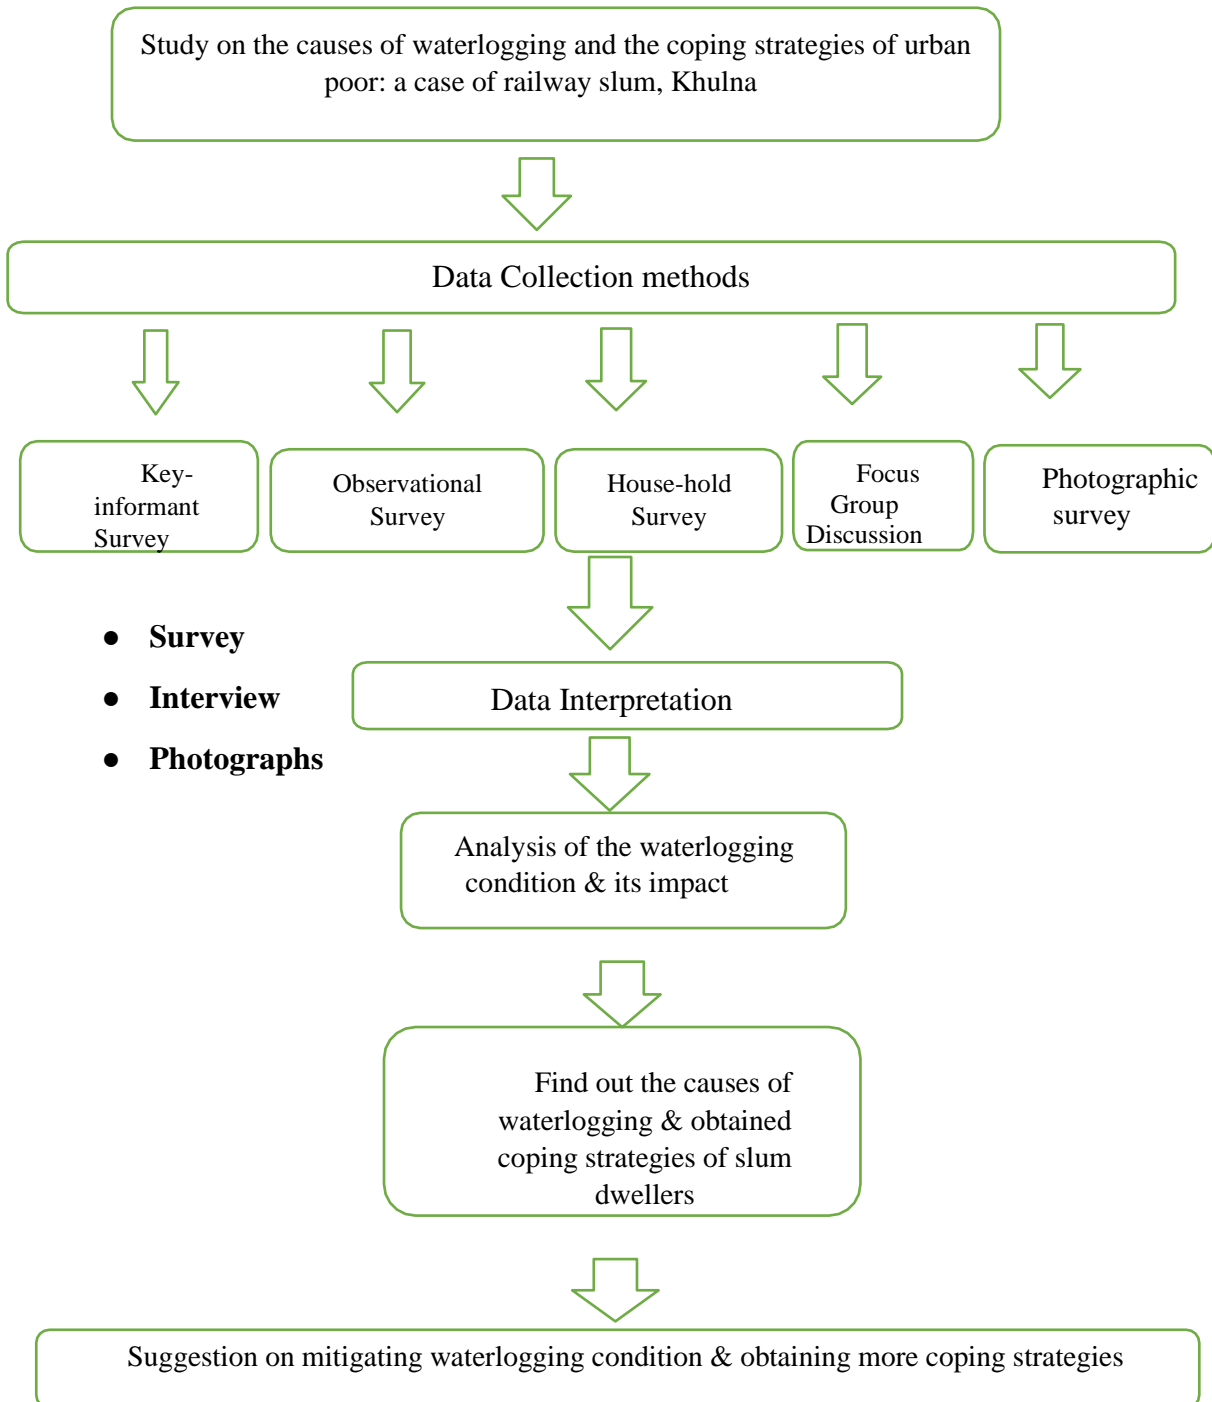 Study on the causes of waterlogging and the coping strategies of urban
poor: a case of railway slum, Khulna
Data Collection methods
Key-
informant
Survey
Observational
Survey
House-hold
Survey
Focus
Group
Discussion
Photographic
survey
● Survey
● Interview
● Photographs
Data Interpretation
Analysis of the waterlogging
condition & its impact
Find out the causes of
waterlogging & obtained
coping strategies of slum
dwellers
Suggestion on mitigating waterlogging condition & obtaining more coping strategies